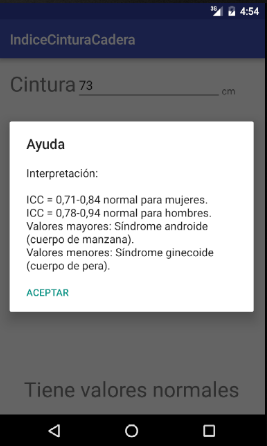 3G 4:54
IndiceCinturaCadera
Cintura 73 cm
Ayuda
Interpretación:
ICC = 0,71-0,84 normal para mujeres.
ICC = 0,78-0,94 normal para hombres.
Valores mayores: Síndrome androide
(cuerpo de manzana).
Valores menores: Síndrome ginecoide
(cuerpo de pera).
ACEPTAR
Tiene valores normales